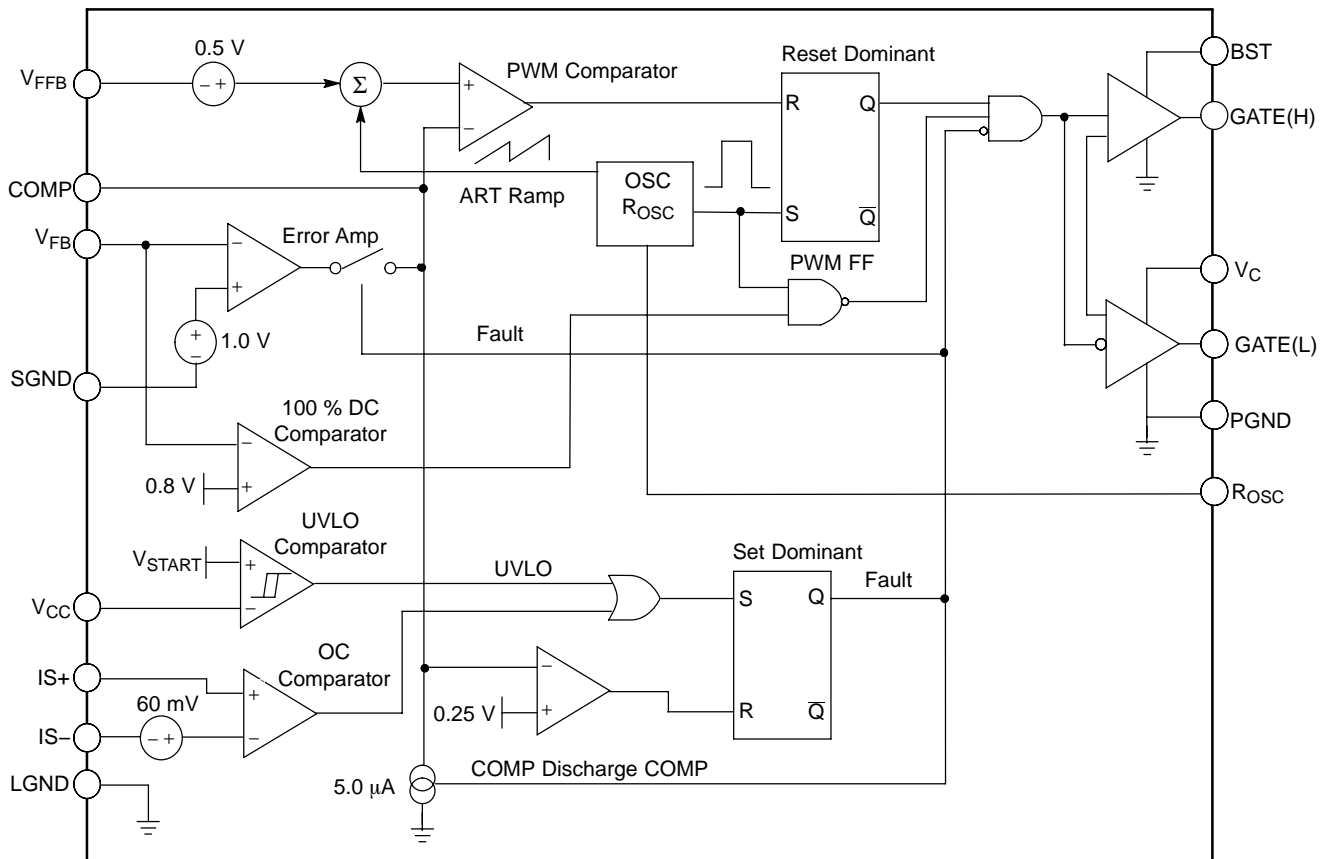 0.5 V
Reset Dominant
BST
VFFB
− +
Σ
+
PWM Comparator
R
Q
GATE(H)
−
COMP
ART Ramp
OSC
ROSC
S
Q̅
VFB
−
Error Amp
+
PWM FF
VC
+
−
1.0 V
Fault
GATE(L)
SGND
100 % DC
Comparator
PGND
−
0.8 V
+
ROSC
UVLO
Comparator
VSTART
+
UVLO
Set Dominant
Fault
VCC
−
S
Q
OC
Comparator
IS+
+
−
60 mV
0.25 V
+
R
Q̅
IS−
− +
−
LGND
5.0 μA
COMP Discharge COMP